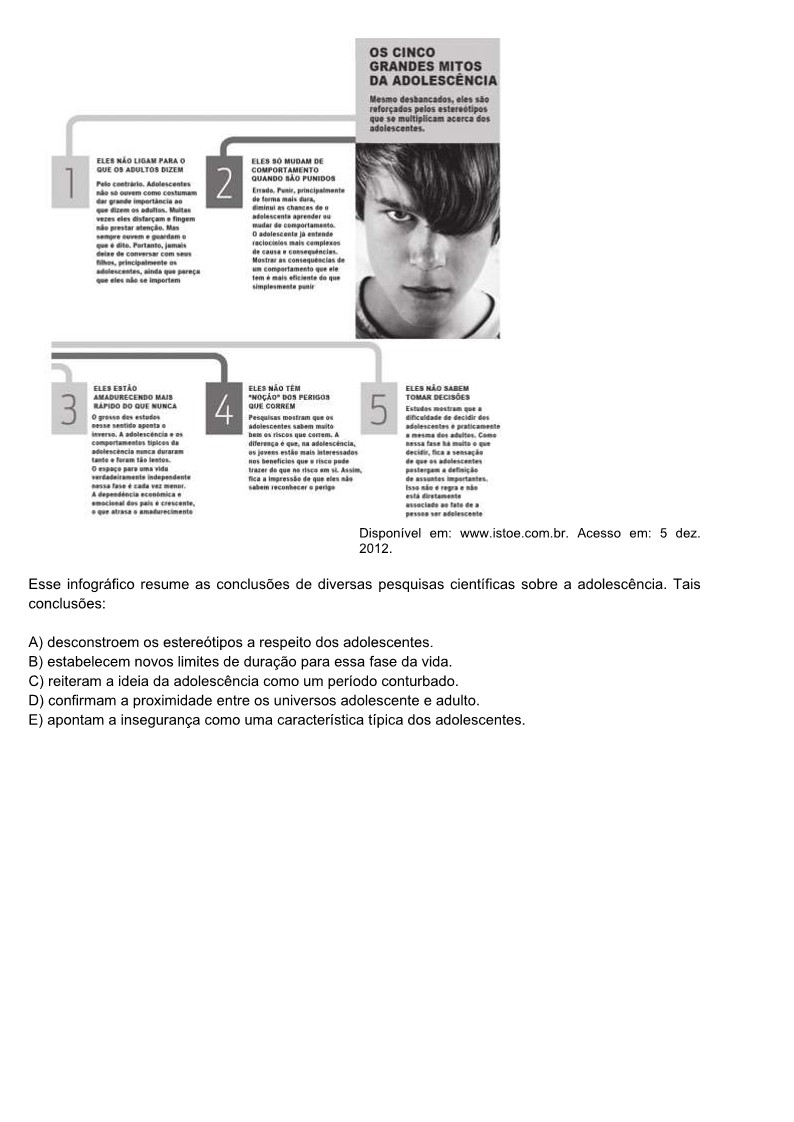 OS CINCO
GRANDES MITOS
DA ADOLESCÊNCIA
Mesmo desbancados, eles são
reforçados pelos estereótipos
que se multiplicam acerca dos
adolescentes.
1
ELES NÃO LIGAM PARA O
QUE OS ADULTOS DIZEM
Pelo contrário. Adolescentes
não só ouvem como costumam
dar grande importância ao
que dizem os adultos. Muitas
vezes eles disfarçam e fingem
não prestar atenção. Mas
sempre ouvem e guardam o
que é dito. Portanto, jamais
deixe de conversar com seus
filhos, principalmente os
adolescentes, ainda que pareça
que eles não se importem
2
ELES SÓ MUDAM DE
COMPORTAMENTO
QUANDO SÃO PUNIDOS
Errado. Punir, principalmente
de forma mais dura,
diminui as chances de o
adolescente aprender ou
mudar de comportamento.
O adolescente já entende
raciocínios mais complexos
de causa e consequências.
Mostrar as consequências de
um comportamento que ele
tem é mais eficiente do que
simplesmente punir
3
ELES ESTÃO
AMADURECENDO MAIS
RÁPIDO DO QUE NUNCA
O grosso dos estudos
nesse sentido aponta o
inverso. A adolescência e os
comportamentos típicos da
adolescência nunca duraram
tanto e foram tão lentos.
O espaço para uma vida
verdadeiramente independente
nessa fase é cada vez menor.
A dependência econômica e
emocional dos pais é crescente,
o que atrasa o amadurecimento
4
ELES NÃO TÊM
"NOÇÃO" DOS PERIGOS
QUE CORREM
Pesquisas mostram que os
adolescentes sabem muito
bem os riscos que correm. A
diferença é que, na adolescência,
os jovens estão mais interessados
nos benefícios que o risco pode
trazer do que no risco em si. Assim,
fica a impressão de que eles não
sabem reconhecer o perigo
5
ELES NÃO SABEM
TOMAR DECISÕES
Estudos mostram que a
dificuldade de decidir dos
adolescentes é praticamente
a mesma dos adultos. Como
nessa fase há muito o que
decidir, fica a sensação
de que os adolescentes
postergam a definição
de assuntos importantes.
Isso não é regra e não
está diretamente
associado ao fato de a
pessoa ser adolescente
Disponível em: www.istoe.com.br. Acesso em: 5 dez.
2012.
Esse infográfico resume as conclusões de diversas pesquisas científicas sobre a adolescência. Tais
conclusões:
A) desconstroem os estereótipos a respeito dos adolescentes.
B) estabelecem novos limites de duração para essa fase da vida.
C) reiteram a ideia da adolescência como um período conturbado.
D) confirmam a proximidade entre os universos adolescente e adulto.
E) apontam a insegurança como uma característica típica dos adolescentes.